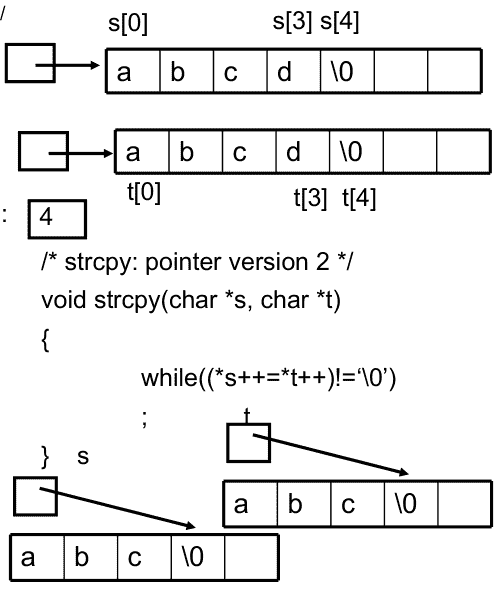 /
s[0] s[3] s[4]
a b c d \0
a b c d \0
t[0] t[3] t[4]
: 4
/* strcpy: pointer version 2 */
void strcpy(char *s, char *t)
{
while((*s++=*t++)!=‘\0’)
; t
} s
a b c \0
a b c \0